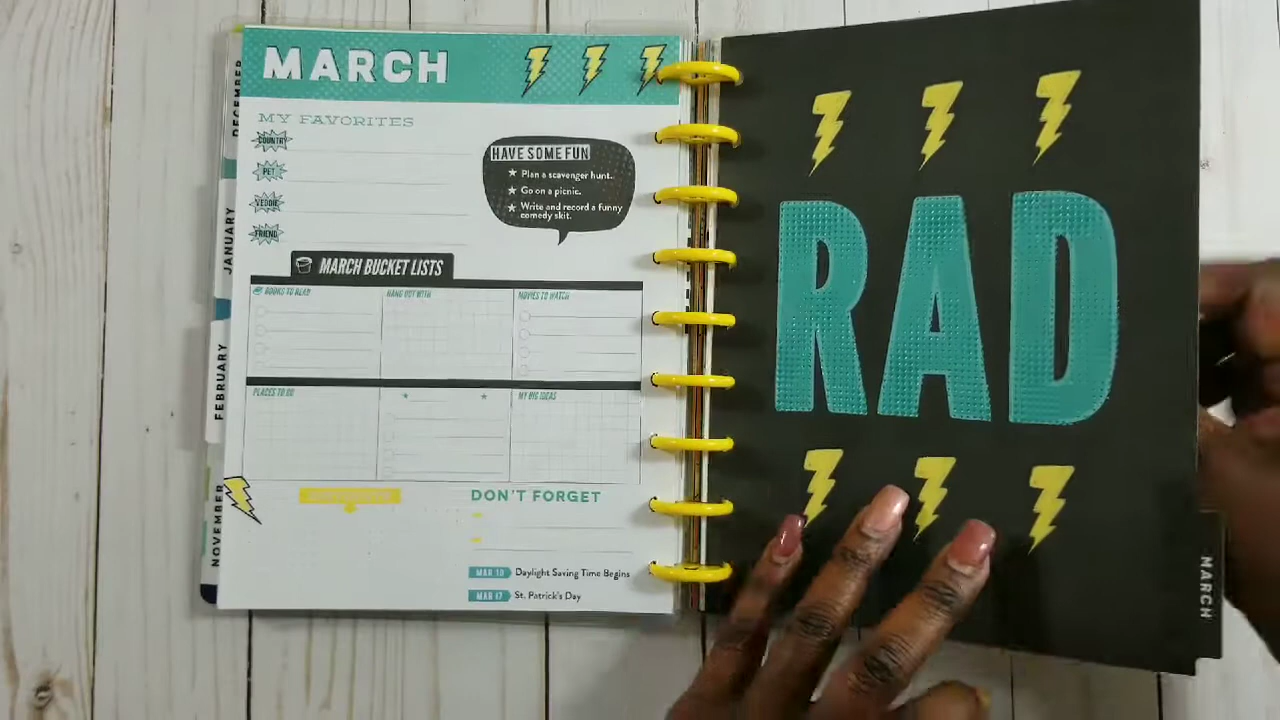 DECEMBER
JANUARY
FEBRUARY
NOVEMBER
MARCH
MY FAVORITES
COUNTRY
PET
VEGGIE
FRIEND
HAVE SOME FUN
★ Plan a scavenger hunt.
★ Go on a picnic.
★ Write and record a funny
comedy skit.
MARCH BUCKET LISTS
BOOKS TO READ
HANG OUT WITH
MOVIES TO WATCH
PLACES TO GO
MY BIG IDEAS
DON'T FORGET
Daylight Saving Time Begins
MAR 17 St. Patrick's Day
RAD
MARCH